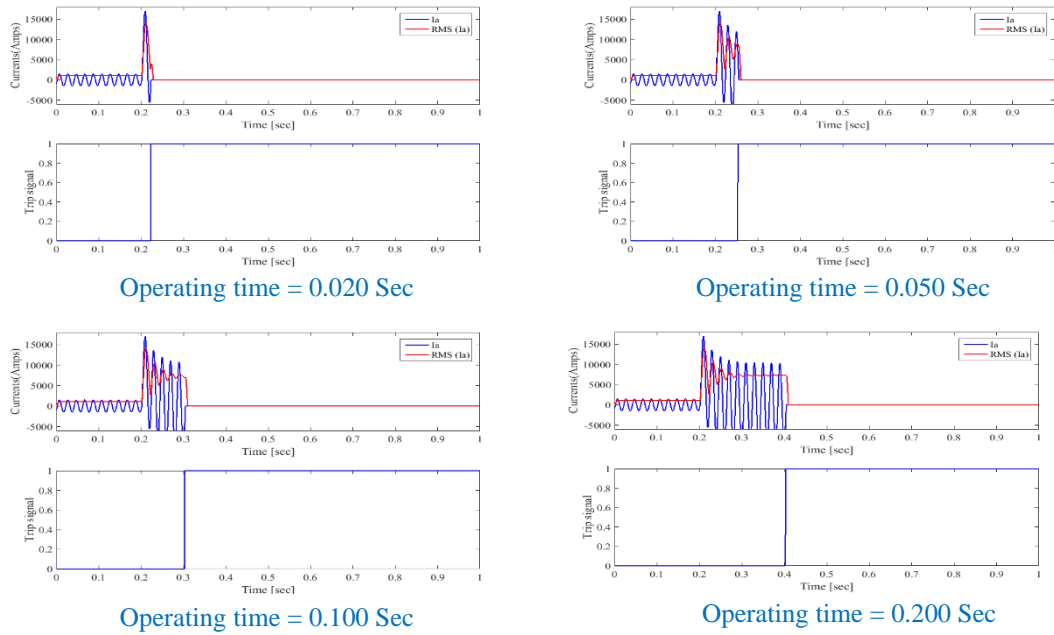 Currents(Amps)
15000
10000
5000
0
-5000
Ia
RMS (Ia)
0 0.1 0.2 0.3 0.4 0.5 0.6 0.7 0.8 0.9 1
Time [sec]
Trip signal
1
0.8
0.6
0.4
0.2
0
0 0.1 0.2 0.3 0.4 0.5 0.6 0.7 0.8 0.9 1
Time [sec]
Operating time = 0.020 Sec
Currents(Amps)
15000
10000
5000
0
-5000
Ia
RMS (Ia)
0 0.1 0.2 0.3 0.4 0.5 0.6 0.7 0.8 0.9 1
Time [sec]
Trip signal
1
0.8
0.6
0.4
0.2
0
0 0.1 0.2 0.3 0.4 0.5 0.6 0.7 0.8 0.9 1
Time [sec]
Operating time = 0.050 Sec
Currents(Amps)
15000
10000
5000
0
-5000
Ia
RMS (Ia)
0 0.1 0.2 0.3 0.4 0.5 0.6 0.7 0.8 0.9 1
Time [sec]
Trip signal
1
0.8
0.6
0.4
0.2
0
0 0.1 0.2 0.3 0.4 0.5 0.6 0.7 0.8 0.9 1
Time [sec]
Operating time = 0.100 Sec
Currents(Amps)
15000
10000
5000
0
-5000
Ia
RMS (Ia)
0 0.1 0.2 0.3 0.4 0.5 0.6 0.7 0.8 0.9 1
Time [sec]
Trip signal
1
0.8
0.6
0.4
0.2
0
0 0.1 0.2 0.3 0.4 0.5 0.6 0.7 0.8 0.9 1
Time [sec]
Operating time = 0.200 Sec